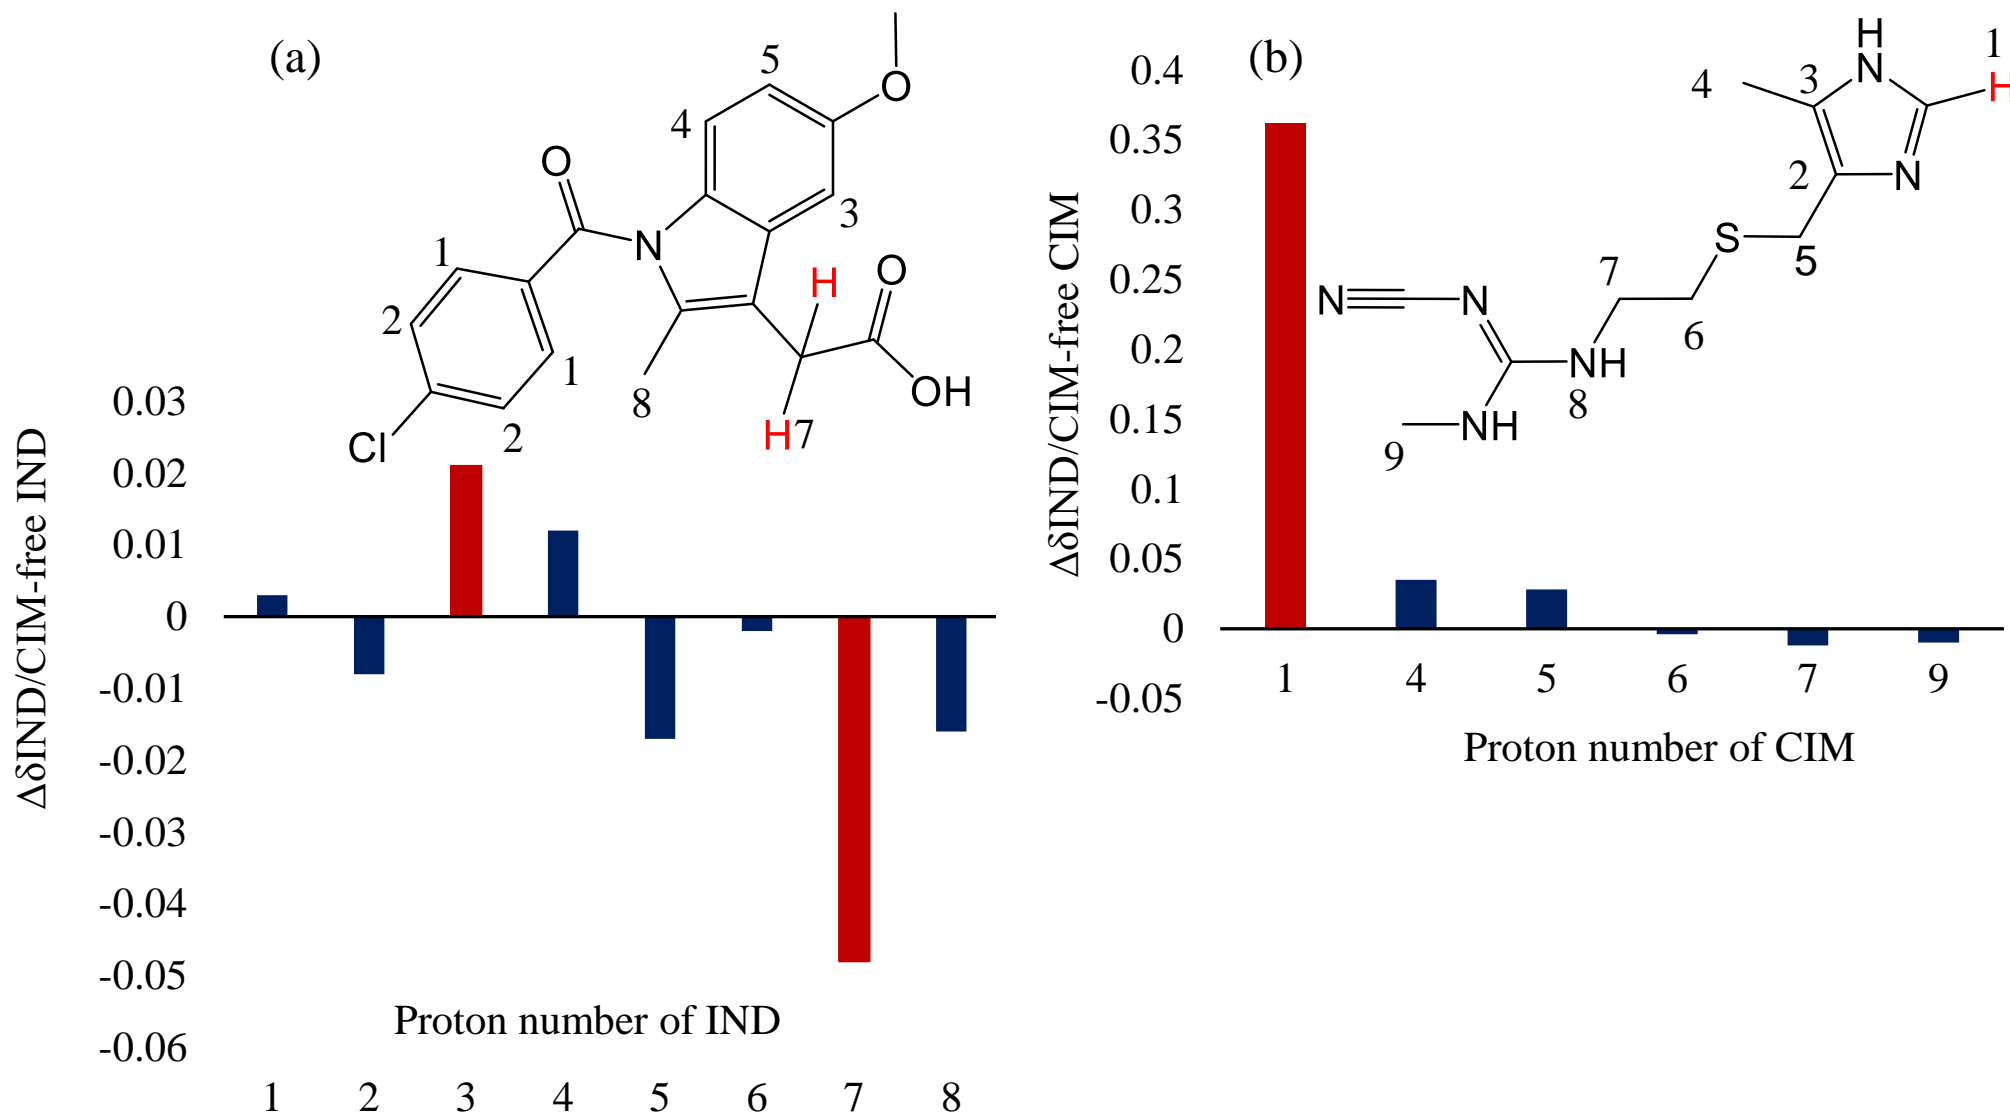 (a)
5
O
4
O
3
N
1
H
O
2
1
8
OH
H7
2
Cl
ΔδIND/CIM-free IND
0.03
0.02
0.01
0
-0.01
-0.02
-0.03
-0.04
-0.05
-0.06
Proton number of IND
1 2 3 4 5 6 7 8
(b)
H
N
1
H
4
3
2
N
S
5
7
N
N
6
NH
8
NH
9
ΔδIND/CIM-free CIM
0.4
0.35
0.3
0.25
0.2
0.15
0.1
0.05
0
-0.05
1 4 5 6 7 9
Proton number of CIM